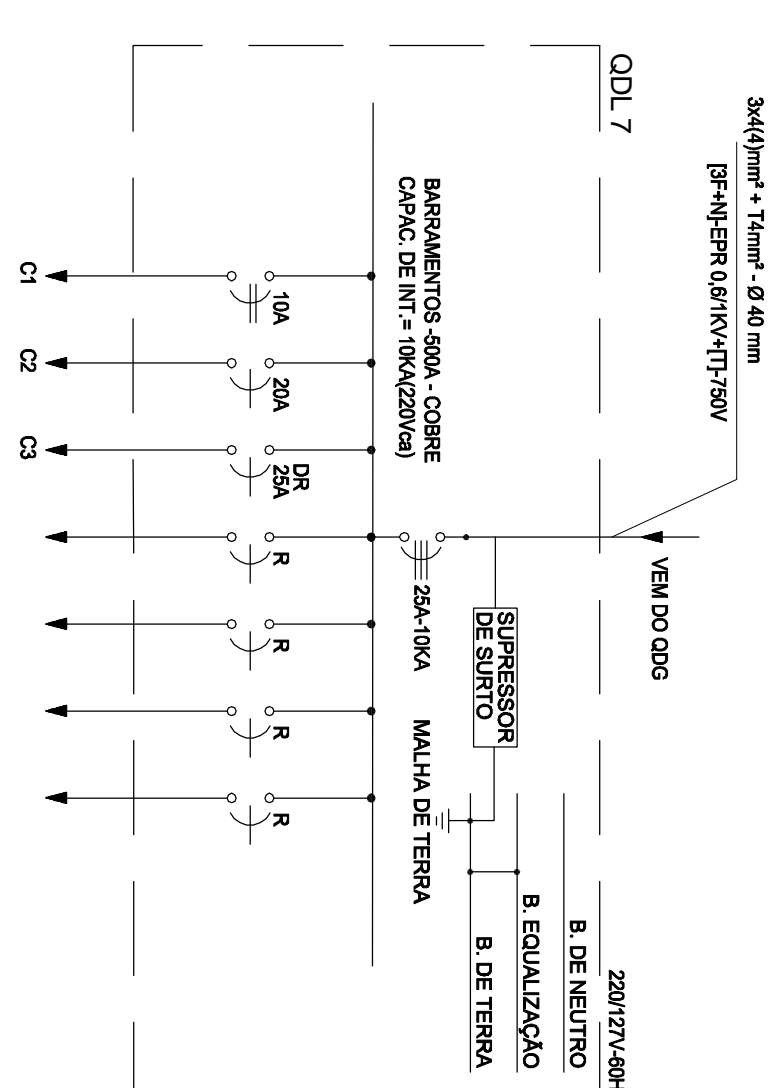 3x4(4)mm² + T4mm² - Ø 40 mm
[3F+N]-EPR 0,6/1KV+[T]-750V
QDL 7
VEM DO QDG
220/127V-60H
B. DE NEUTRO
B. EQUALIZAÇÃO
B. DE TERRA
SUPRESSOR
DE SURTO
BARRAMENTOS -500A - COBRE
CAPAC. DE INT.= 10KA(220Vca)
25A-10KA
MALHA DE TERRA
10A
20A
DR
25A
R
R
R
R
C1
C2
C3